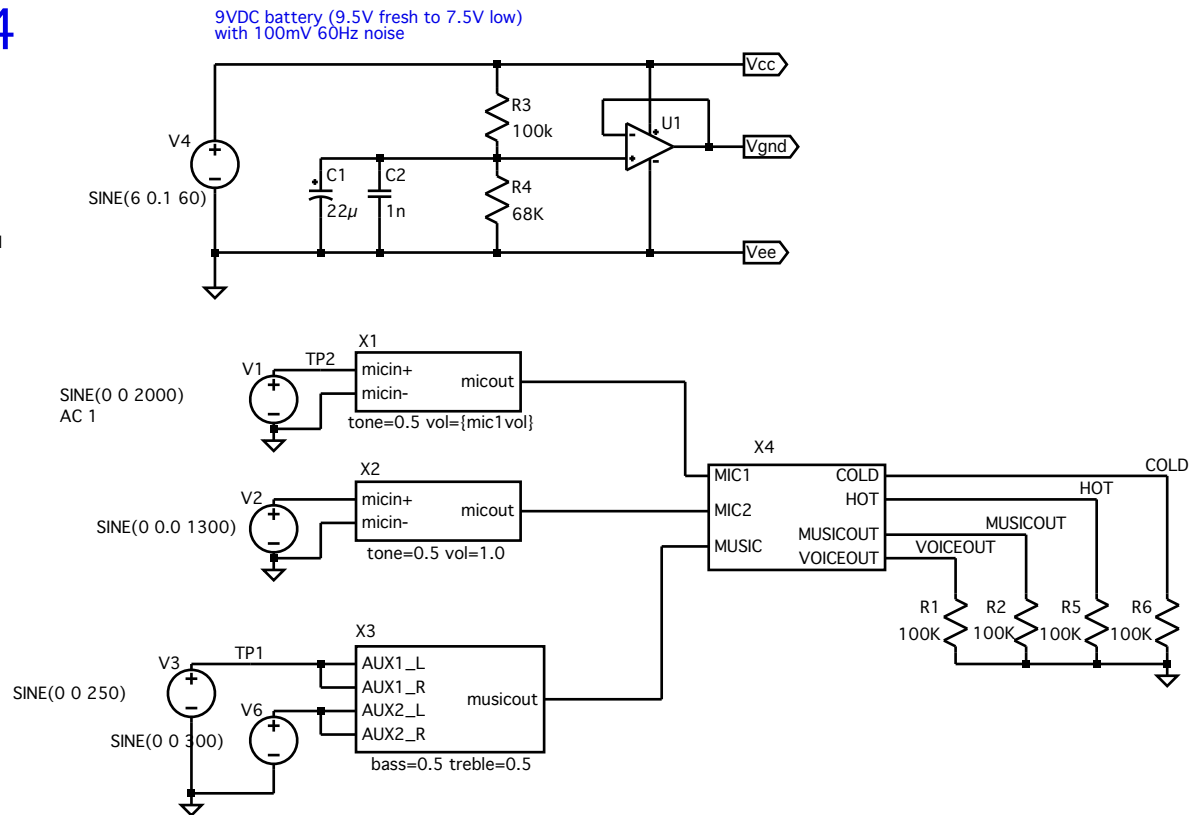 4
9VDC battery (9.5V fresh to 7.5V low)
with 100mV 60Hz noise
Vcc
R3
100k
U1
V4
Vgnd
C1
C2
R4
22µ
1n
68K
SINE(6 0.1 60)
Vee
X1
V1
TP2
micin+
micin-
micout
SINE(0 0 2000)
AC 1
tone=0.5 vol={mic1vol}
X2
V2
micin+
micin-
micout
SINE(0 0.0 1300)
tone=0.5 vol=1.0
X4
MIC1
MIC2
MUSIC
COLD
HOT
MUSICOUT
VOICEOUT
COLD
HOT
MUSICOUT
VOICEOUT
R1
100K
R2
100K
R5
100K
R6
100K
X3
V3
TP1
AUX1_L
AUX1_R
AUX2_L
AUX2_R
musicout
SINE(0 0 250)
V6
SINE(0 0 300)
bass=0.5 treble=0.5